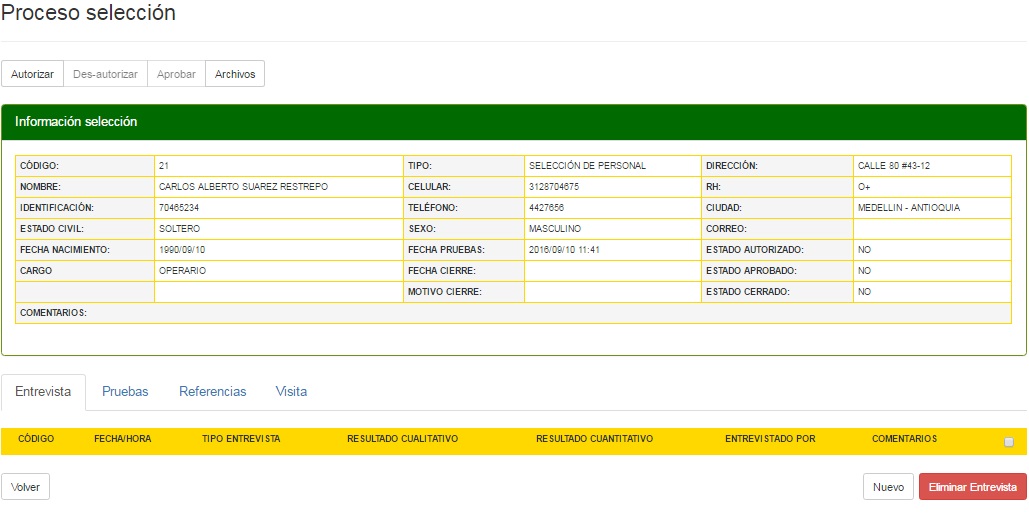 Proceso selección
Autorizar Des-autorizar Aprobar Archivos
Información selección
CÓDIGO: 21 TIPO: SELECCIÓN DE PERSONAL DIRECCIÓN: CALLE 80 #43-12
NOMBRE: CARLOS ALBERTO SUAREZ RESTREPO CELULAR: 3128704675 RH: O+
IDENTIFICACIÓN: 70465234 TELÉFONO: 4427656 CIUDAD: MEDELLIN - ANTIOQUIA
ESTADO CIVIL: SOLTERO SEXO: MASCULINO CORREO:
FECHA NACIMIENTO: 1990/09/10 FECHA PRUEBAS: 2016/09/10 11:41 ESTADO AUTORIZADO: NO
CARGO OPERARIO FECHA CIERRE: ESTADO APROBADO: NO
MOTIVO CIERRE: ESTADO CERRADO: NO
COMENTARIOS:
Entrevista Pruebas Referencias Visita
CÓDIGO FECHA/HORA TIPO ENTREVISTA RESULTADO CUALITATIVO RESULTADO CUANTITATIVO ENTREVISTADO POR COMENTARIOS
Volver Nuevo Eliminar Entrevista